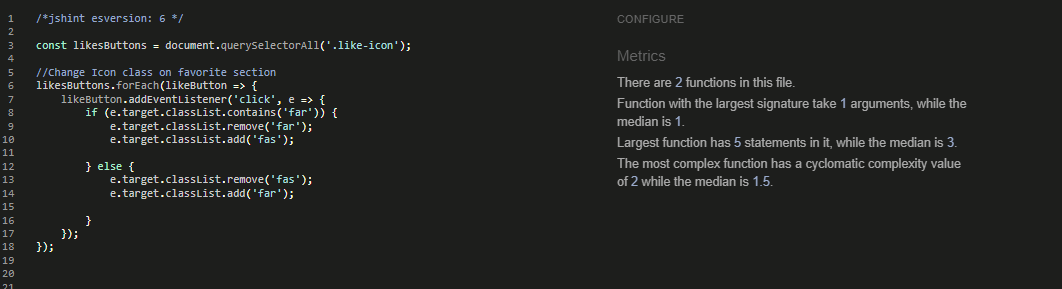 1 /*jshint esversion: 6 */
2
3 const likesButtons = document.querySelectorAll('.like-icon');
4
5 //Change Icon class on favorite section
6 likesButtons.forEach(likeButton => {
7 likeButton.addEventListener('click', e => {
8 if (e.target.classList.contains('far')) {
9 e.target.classList.remove('far');
10 e.target.classList.add('fas');
11
12 } else {
13 e.target.classList.remove('fas');
14 e.target.classList.add('far');
15
16 }
17 });
18 });
19
20
21
CONFIGURE
Metrics
There are 2 functions in this file.
Function with the largest signature take 1 arguments, while the
median is 1.
Largest function has 5 statements in it, while the median is 3.
The most complex function has a cyclomatic complexity value
of 2 while the median is 1.5.